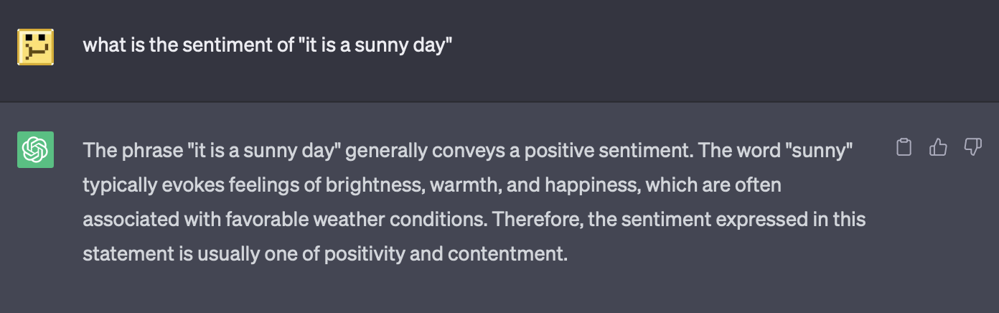 what is the sentiment of "it is a sunny day"
The phrase "it is a sunny day" generally conveys a positive sentiment. The word "sunny"
typically evokes feelings of brightness, warmth, and happiness, which are often
associated with favorable weather conditions. Therefore, the sentiment expressed in this
statement is usually one of positivity and contentment.